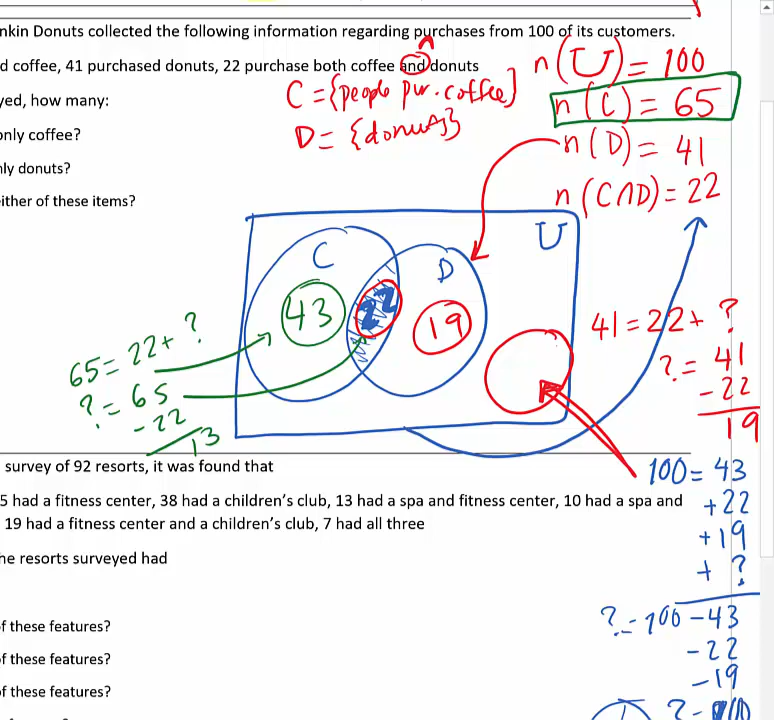 nkin Donuts collected the following information regarding purchases from 100 of its customers.
d coffee, 41 purchased donuts, 22 purchase both coffee and donuts
n(U) = 100
C = {people pur. coffee}
yed, how many:
n(C) = 65
only coffee?
D = {donuts}
n(D) = 41
nly donuts?
n(C∩D) = 22
ither of these items?
U
C
D
43
22
19
65 = 22 + ?
? = 65
- 22
13
41 = 22 + ?
? = 41
- 22
19
survey of 92 resorts, it was found that
100 = 43
+ 22
+ 19
+ ?
5 had a fitness center, 38 had a children's club, 13 had a spa and fitness center, 10 had a spa and
19 had a fitness center and a children's club, 7 had all three
he resorts surveyed had
f these features?
f these features?
f these features?
? = 100 - 43
- 22
- 19
? =